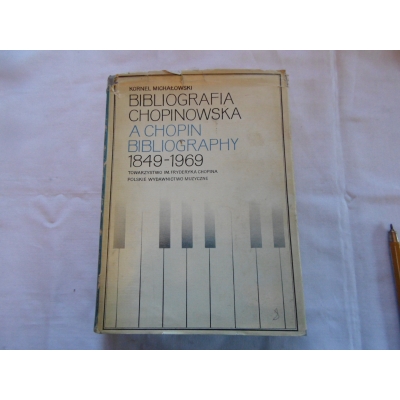 KORNEL MICHAŁOWSKI
BIBLIOGRAFIA
CHOPINOWSKA
A CHOPIN
BIBLIOGRAPHY
1849-1969
TOWARZYSTWO IM. FRYDERYKA CHOPINA
POLSKIE WYDAWNICTWO MUZYCZNE